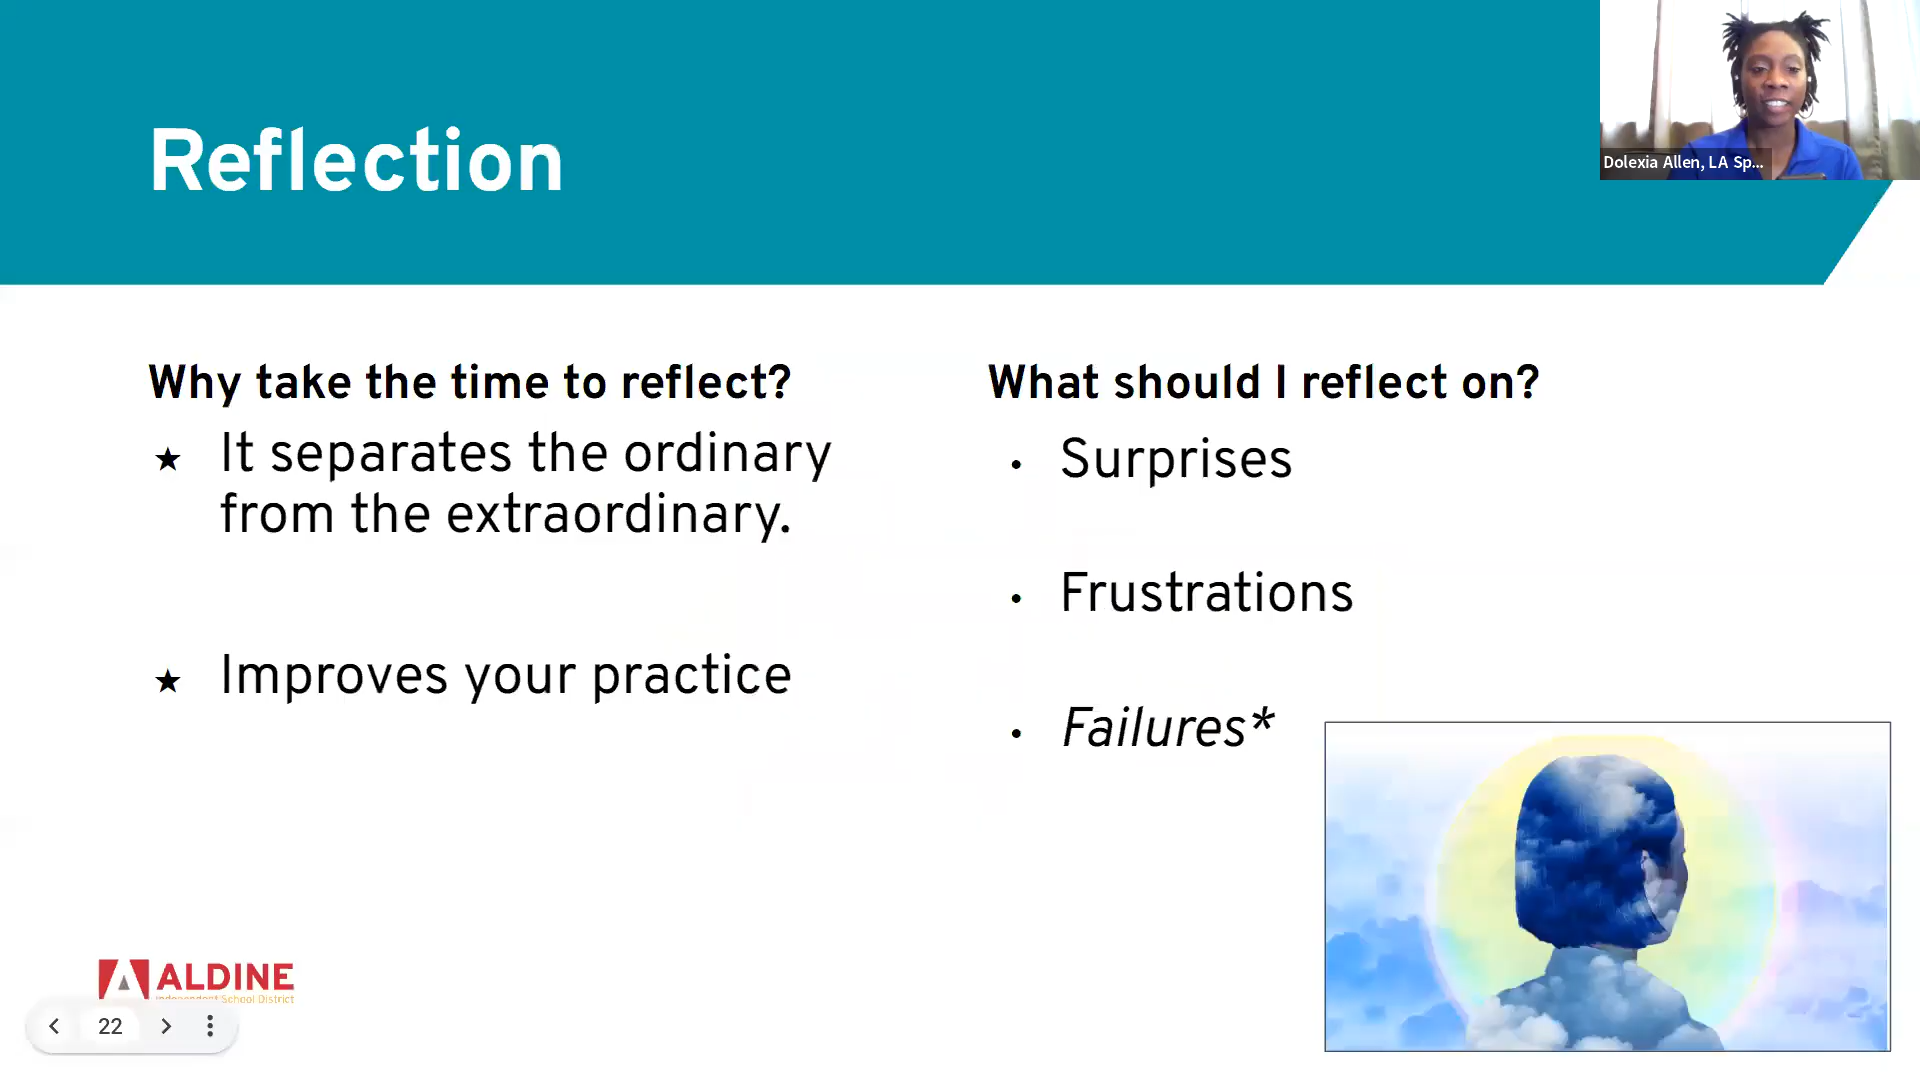 Reflection
Dolexia Allen, LA Sp...
Why take the time to reflect?
★ It separates the ordinary
from the extraordinary.
★ Improves your practice
What should I reflect on?
• Surprises
• Frustrations
• Failures*
ALDINE
Independent School District
22